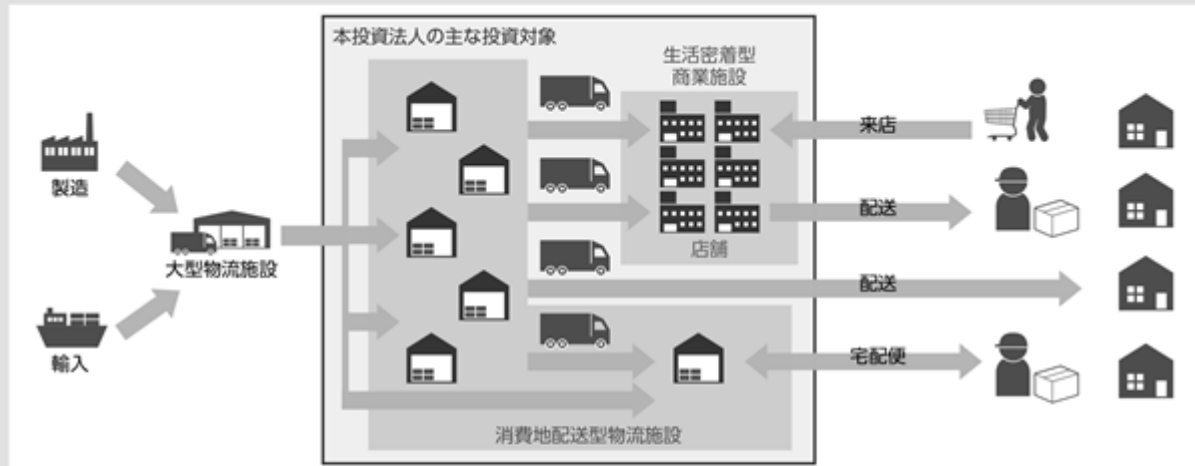 本投資法人の主な投資対象
生活密着型
商業施設
製造
大型物流施設
輸入
店舗
来店
配送
配送
宅配便
消費地配送型物流施設